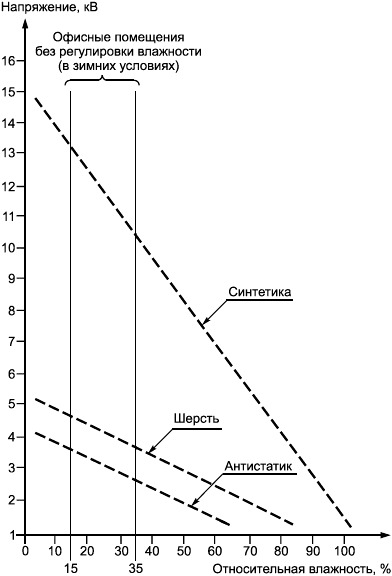 Напряжение, кВ
Офисные помещения
без регулировки влажности
(в зимних условиях)
16
15
14
13
12
11
10
9
8
7
6
5
4
3
2
1
Синтетика
Шерсть
Антистатик
0 10 20 30 40 50 60 70 80 90 100
15 35 Относительная влажность, %